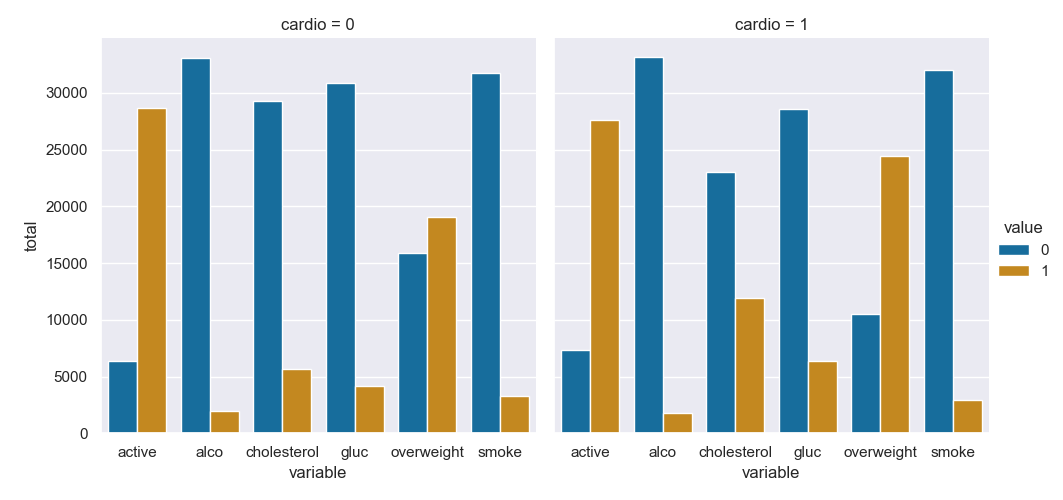 cardio = 0
cardio = 1
total
30000
25000
20000
15000
10000
5000
0
active alco cholesterol gluc overweight smoke
variable
active alco cholesterol gluc overweight smoke
variable
value
0
1